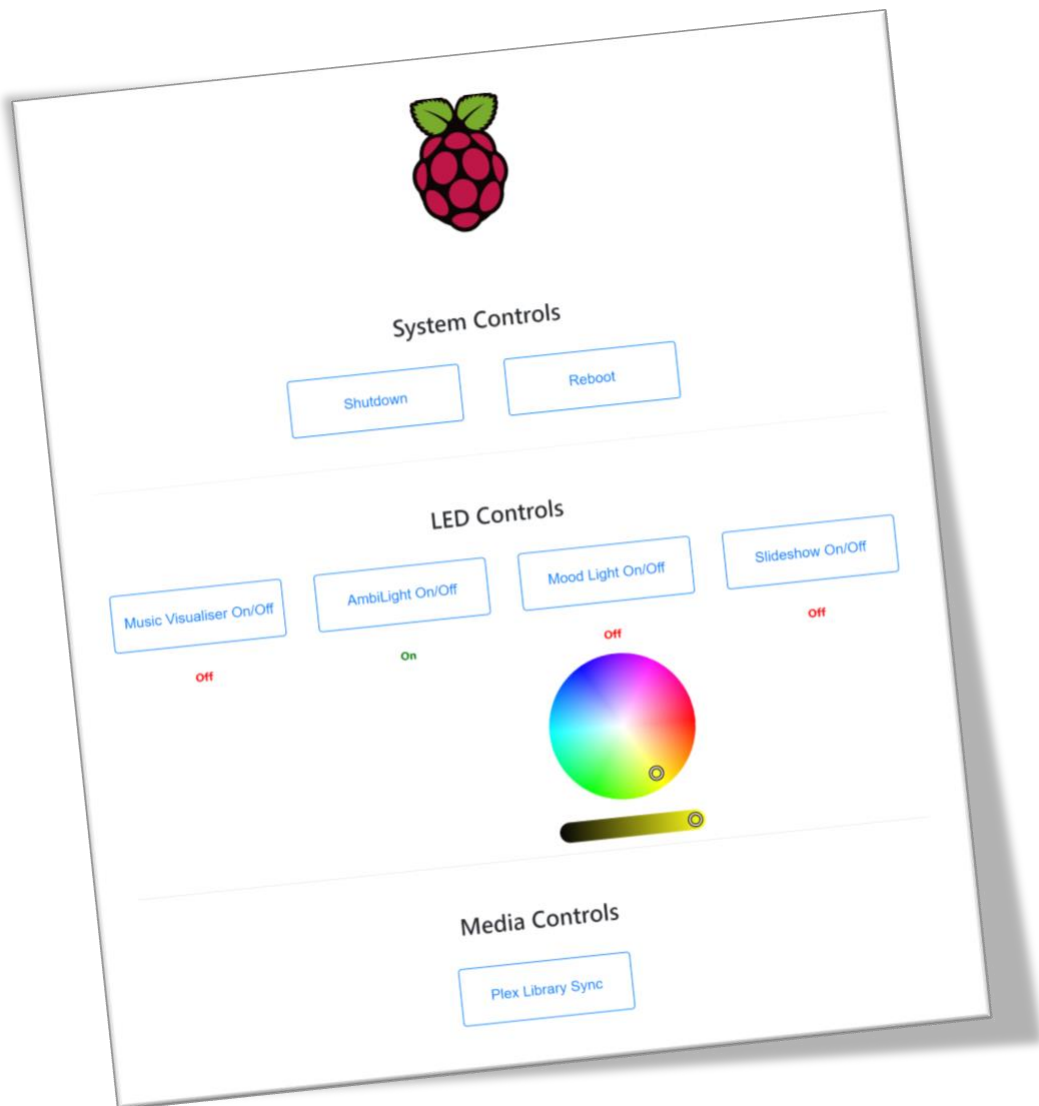 System Controls
Shutdown
Reboot
LED Controls
Music Visualiser On/Off
AmbiLight On/Off
Mood Light On/Off
Slideshow On/Off
Off
On
Off
Off
Media Controls
Plex Library Sync